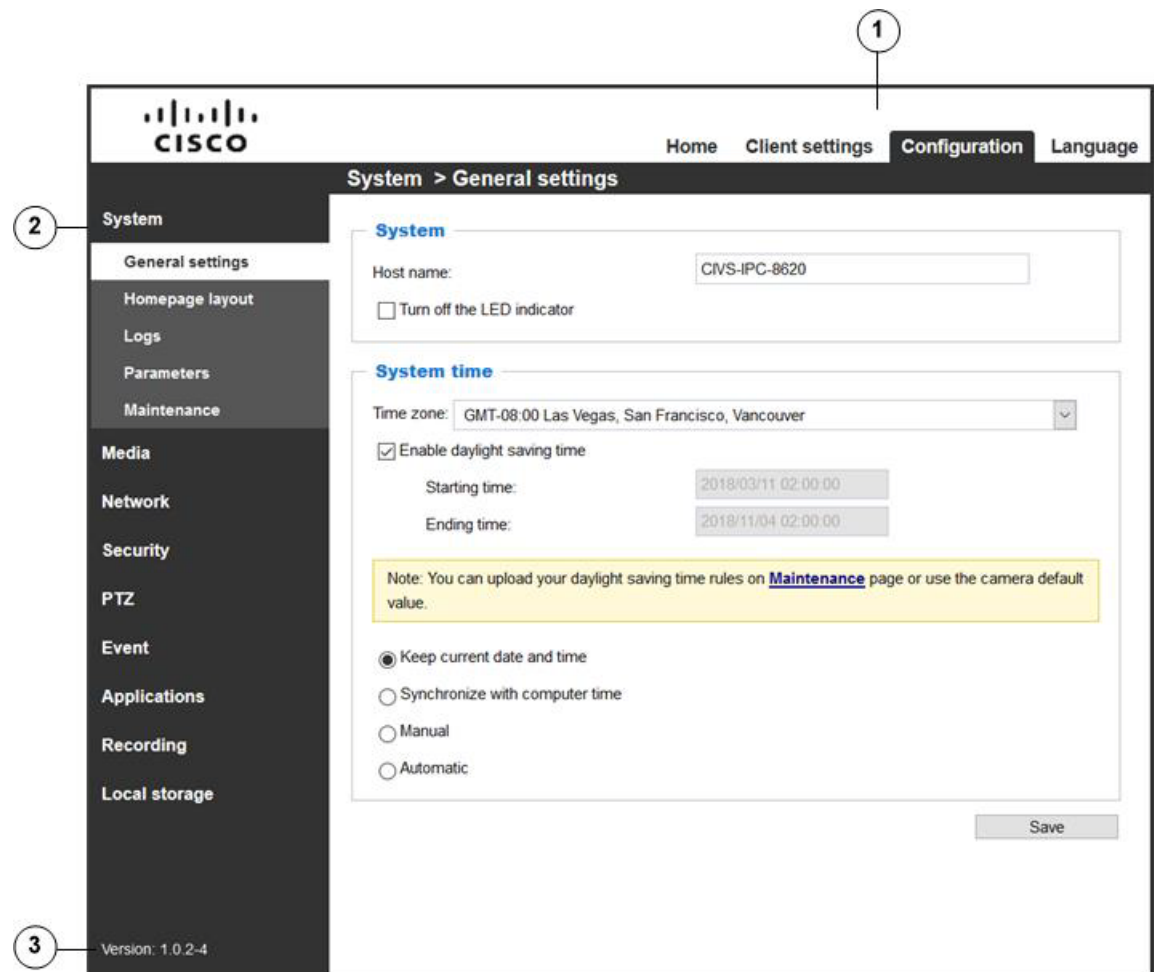 1
CISCO
Home Client settings Configuration Language
System > General settings
2
System
General settings
Homepage layout
Logs
Parameters
Maintenance
Media
Network
Security
PTZ
Event
Applications
Recording
Local storage
3
Version: 1.0.2-4
System
Host name: CIVS-IPC-8620
Turn off the LED indicator
System time
Time zone: GMT-08:00 Las Vegas, San Francisco, Vancouver
Enable daylight saving time
Starting time: 2018/03/11 02:00:00
Ending time: 2018/11/04 02:00:00
Note: You can upload your daylight saving time rules on Maintenance page or use the camera default
value.
Keep current date and time
Synchronize with computer time
Manual
Automatic
Save